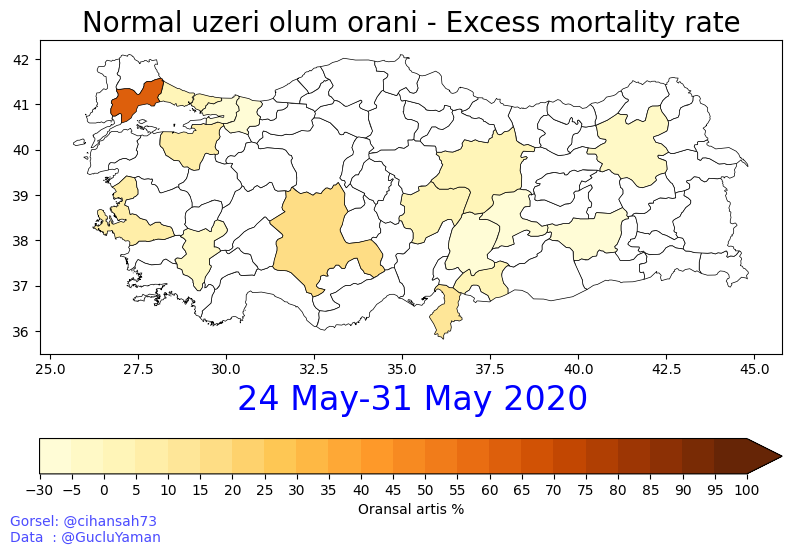 Normal uzeri olum orani - Excess mortality rate
42
41
40
39
38
37
36
25.0 27.5 30.0 32.5 35.0 37.5 40.0 42.5 45.0
24 May-31 May 2020
−30 −5 0 5 10 15 20 25 30 35 40 45 50 55 60 65 70 75 80 85 90 95 100
Oransal artis %
Gorsel: @cihansah73
Data : @GucluYaman